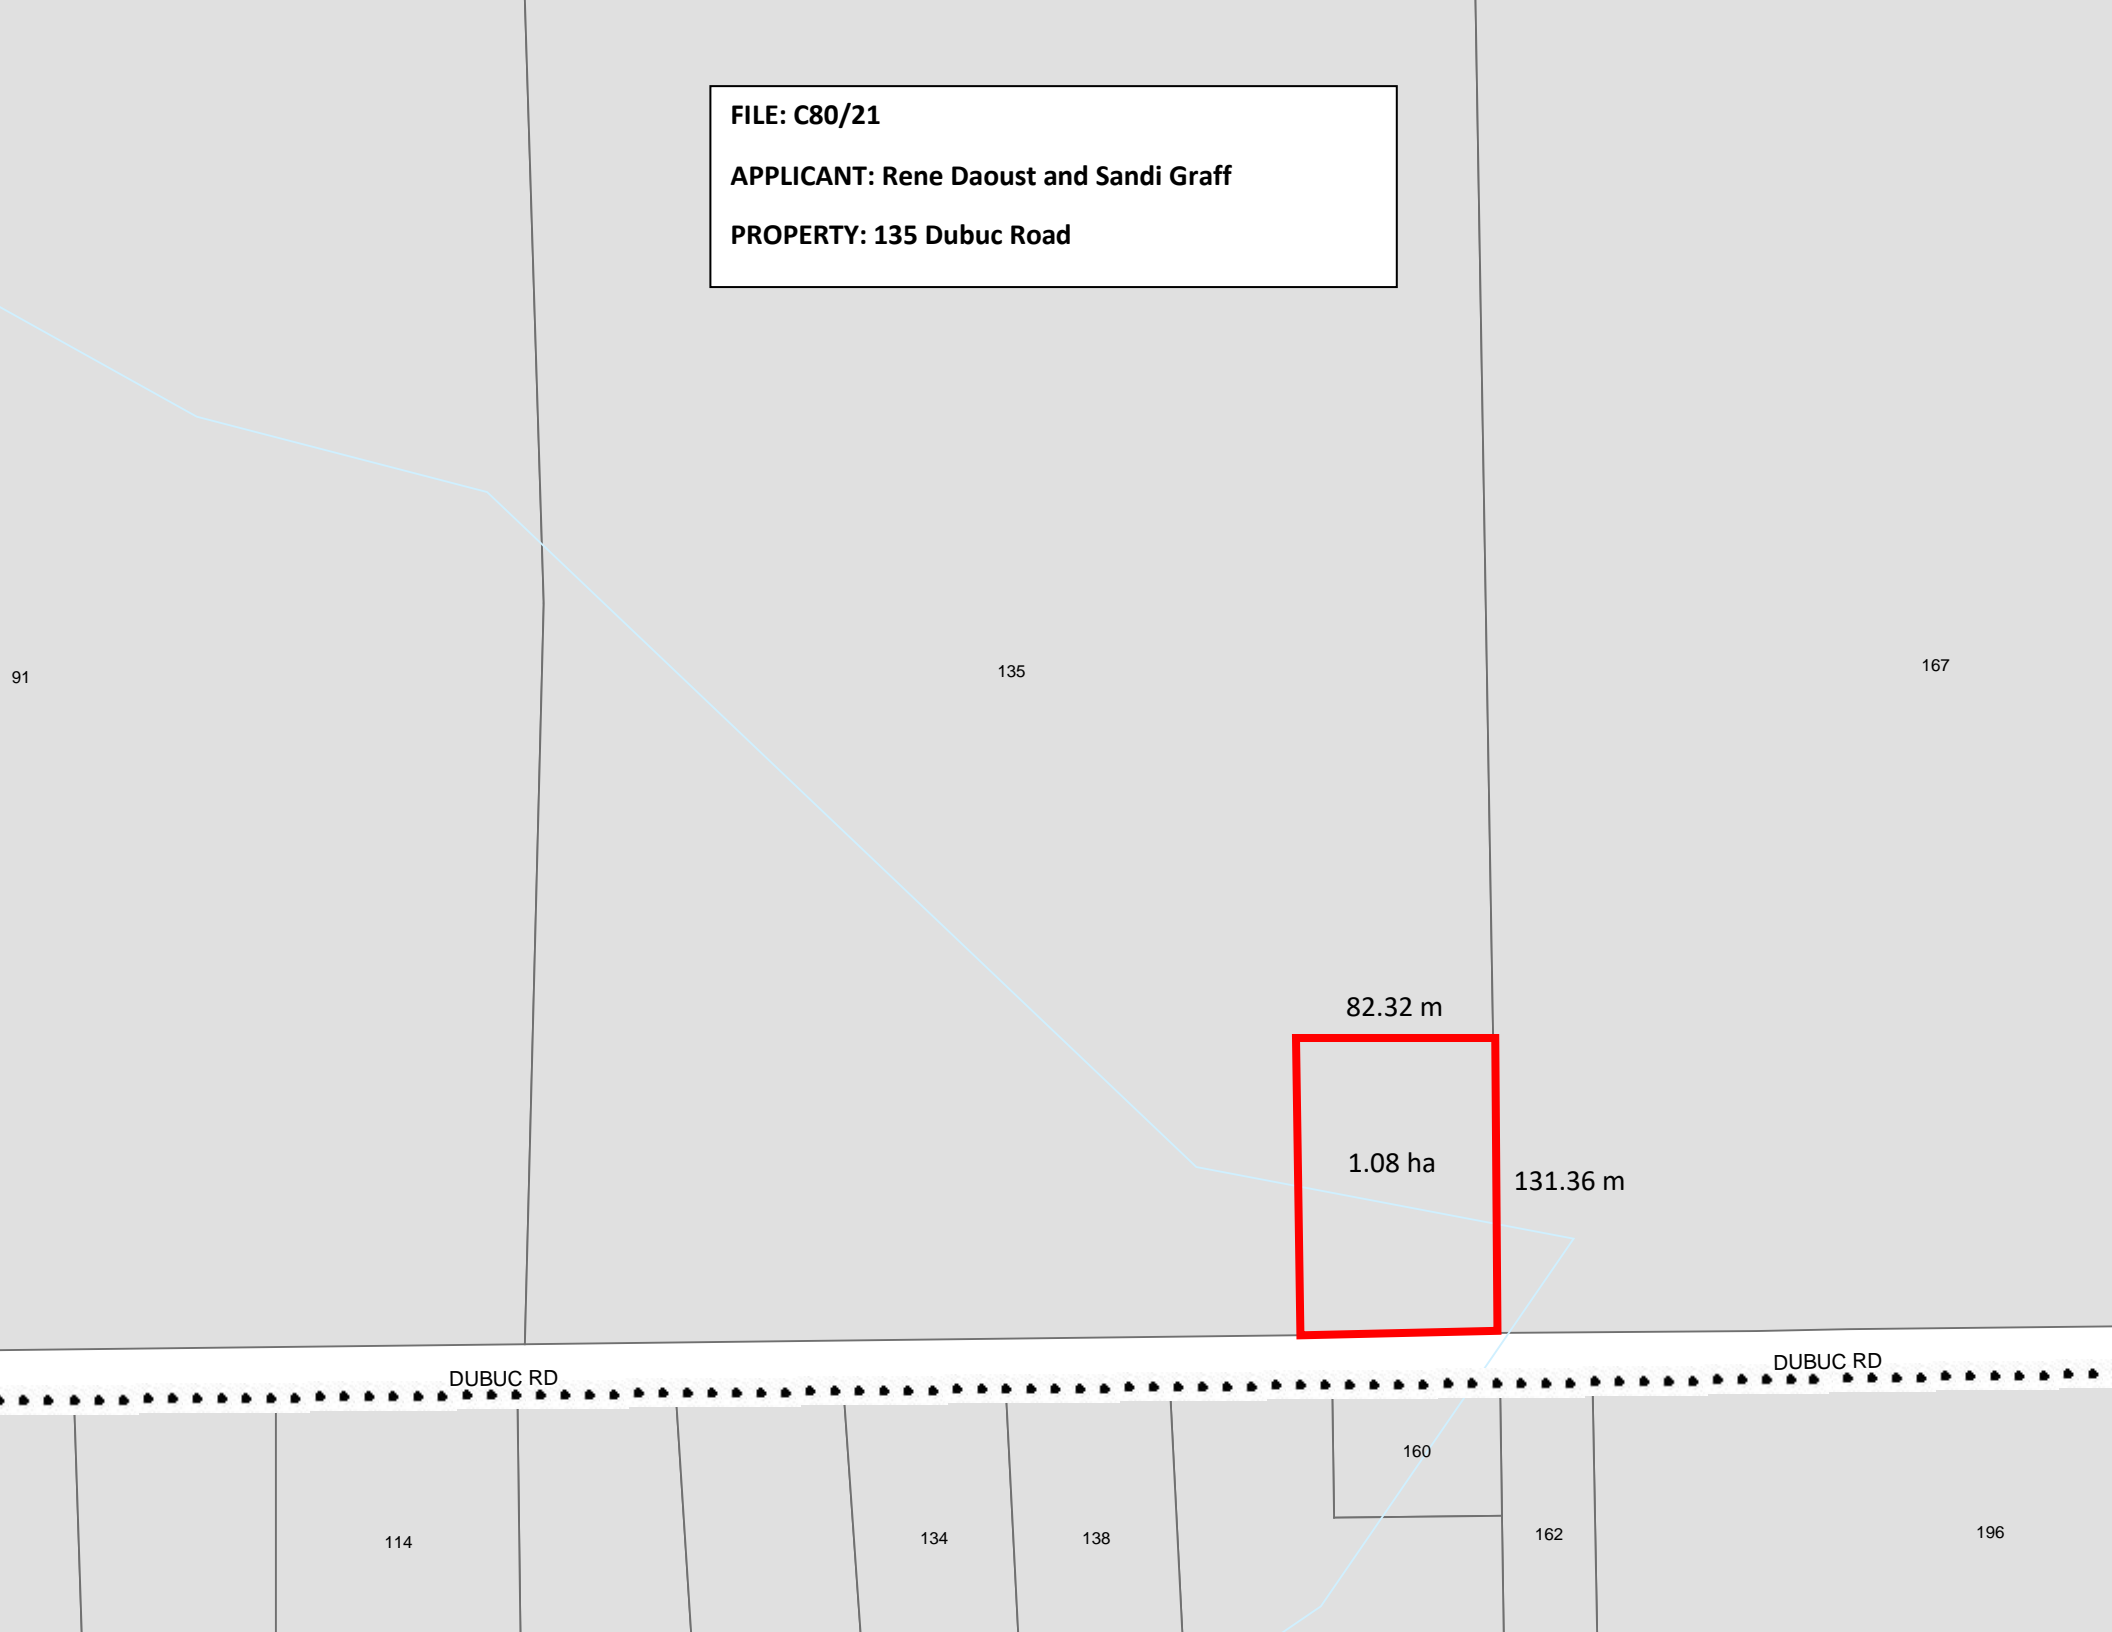 FILE: C80/21
APPLICANT: Rene Daoust and Sandi Graff
PROPERTY: 135 Dubuc Road
91
135
167
82.32 m
1.08 ha
131.36 m
DUBUC RD
DUBUC RD
160
114
134
138
162
196